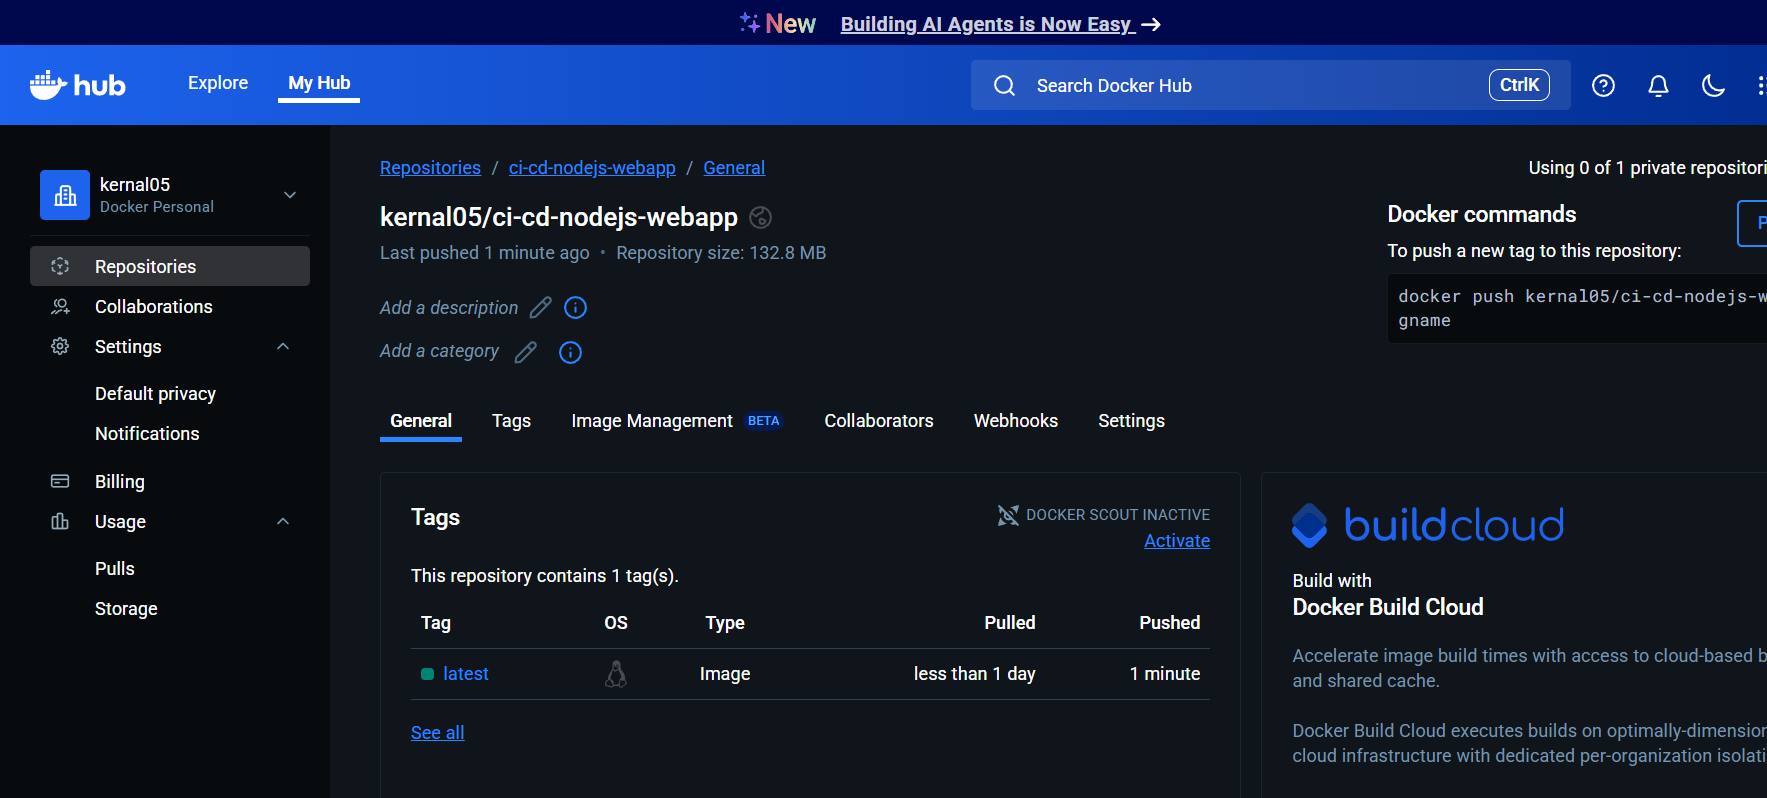 New Building AI Agents is Now Easy →
hub
Explore
My Hub
Search Docker Hub
CtrlK
kernal05
Docker Personal
Repositories
Collaborations
Settings
Default privacy
Notifications
Billing
Usage
Pulls
Storage
Repositories / ci-cd-nodejs-webapp / General
Using 0 of 1 private repositori
kernal05/ci-cd-nodejs-webapp
Last pushed 1 minute ago • Repository size: 132.8 MB
Add a description
Add a category
Docker commands
To push a new tag to this repository:
P
docker push kernal05/ci-cd-nodejs-w
gname
General
Tags
Image Management BETA
Collaborators
Webhooks
Settings
Tags
DOCKER SCOUT INACTIVE
Activate
This repository contains 1 tag(s).
Tag OS Type Pulled Pushed
latest Image less than 1 day 1 minute
See all
buildcloud
Build with
Docker Build Cloud
Accelerate image build times with access to cloud-based b
and shared cache.
Docker Build Cloud executes builds on optimally-dimension
cloud infrastructure with dedicated per-organization isolati